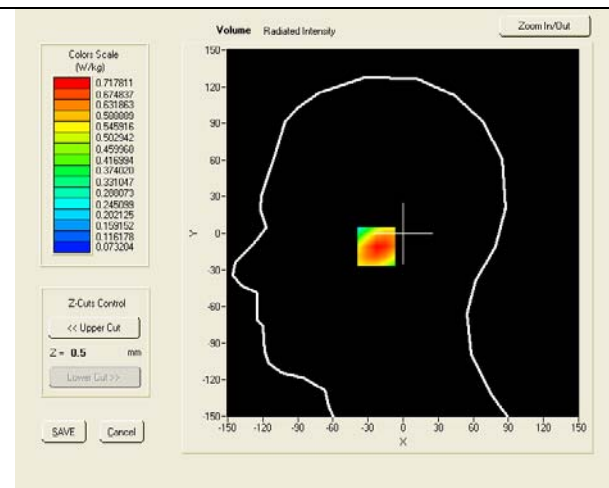 Volume Radiated Intensity
Zoom In/Out
Colors Scale
(W/kg)
0.717811
0.674837
0.631863
0.588889
0.545916
0.502942
0.459968
0.416994
0.374020
0.331047
0.288073
0.245099
0.202125
0.159152
0.116178
0.073204
Z-Cuts Control
<< Upper Cut
Z = 0.5 mm
Lower Cut >>
SAVE Cancel
150
120
90
60
30
Y 0
-30
-60
-90
-120
-150
-150 -120 -90 -60 -30 0 30 60 90 120 150
X